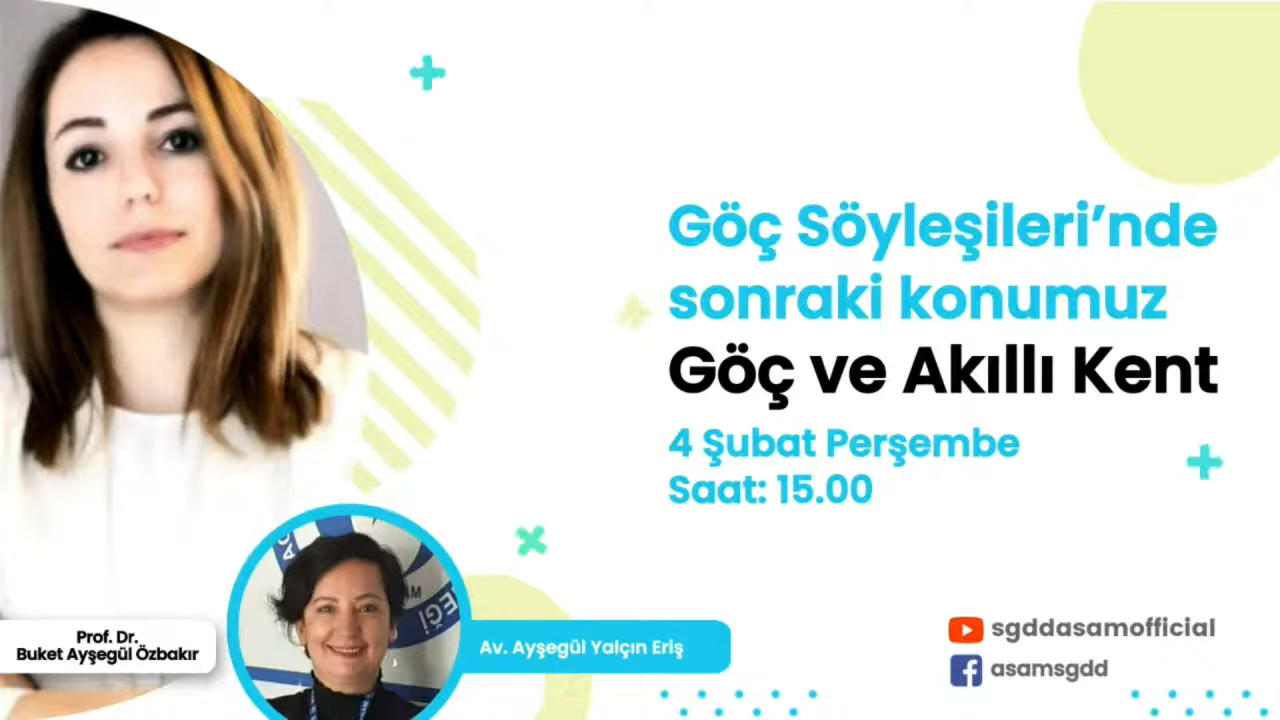 Göç Söyleşileri’nde
sonraki konumuz
Göç ve Akıllı Kent
4 Şubat Perşembe
Saat: 15.00
Prof. Dr.
Buket Ayşegül Özbakır
Av. Ayşegül Yalçın Eriş
sgddasamofficial
asamsgdd